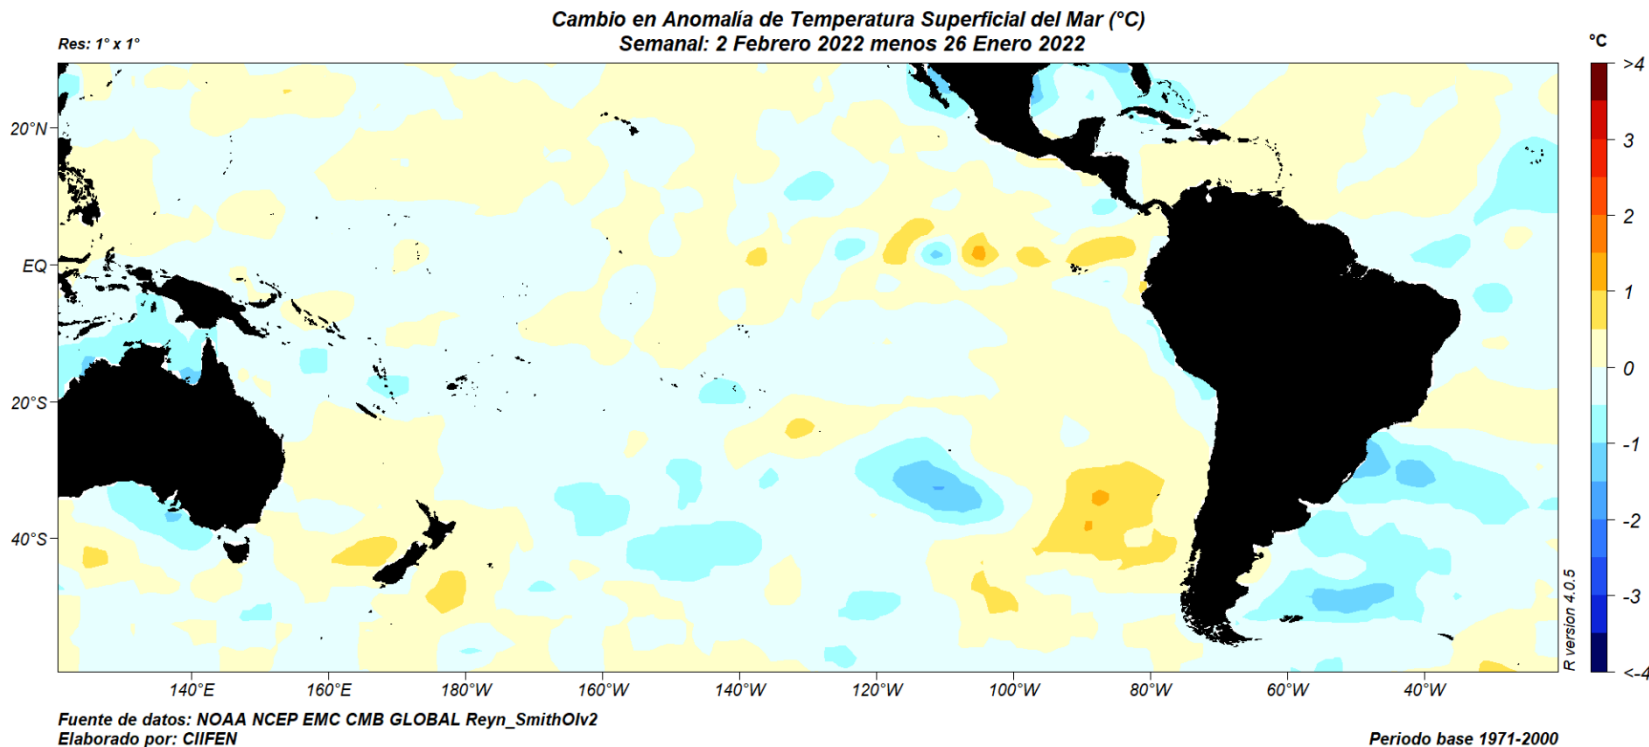 Cambio en Anomalía de Temperatura Superficial del Mar (°C)
Semanal: 2 Febrero 2022 menos 26 Enero 2022
Res: 1° x 1°
°C
>4
3
2
1
0
-1
-2
-3
<-4
20°N
EQ
20°S
40°S
140°E 160°E 180°W 160°W 140°W 120°W 100°W 80°W 60°W 40°W
R version 4.0.5
Fuente de datos: NOAA NCEP EMC CMB GLOBAL Reyn_SmithOIv2
Elaborado por: CIIFEN
Periodo base 1971-2000